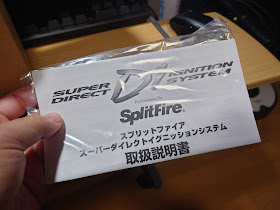 SUPER DIRECT
DI
IGNITION SYSTEM
SplitFire
スプリットファイア
スーパーダイレクトイグニッションシステム
取扱説明書